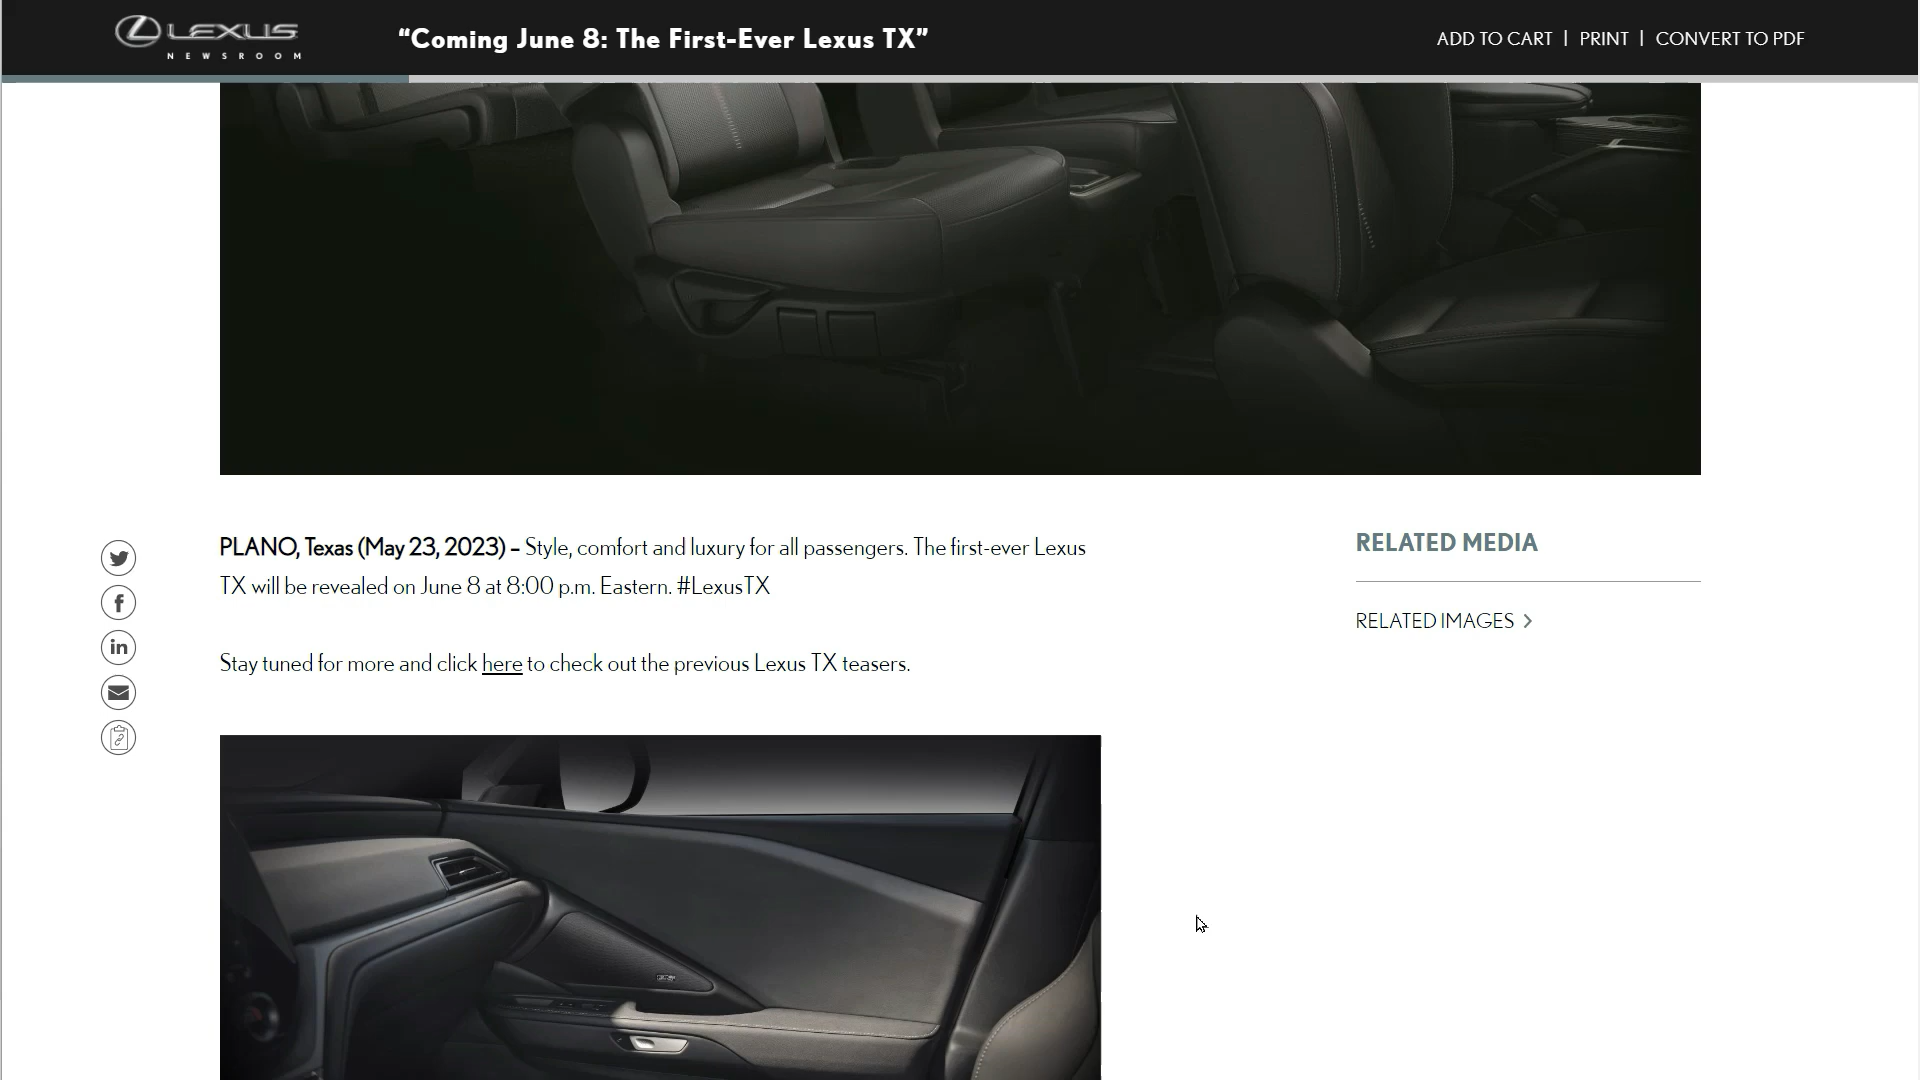 LEXUS
NEWSROOM
“Coming June 8: The First-Ever Lexus TX”
ADD TO CART | PRINT | CONVERT TO PDF
PLANO, Texas (May 23, 2023) – Style, comfort and luxury for all passengers. The first-ever Lexus
TX will be revealed on June 8 at 8:00 p.m. Eastern. #LexusTX
Stay tuned for more and click here to check out the previous Lexus TX teasers.
RELATED MEDIA
RELATED IMAGES >